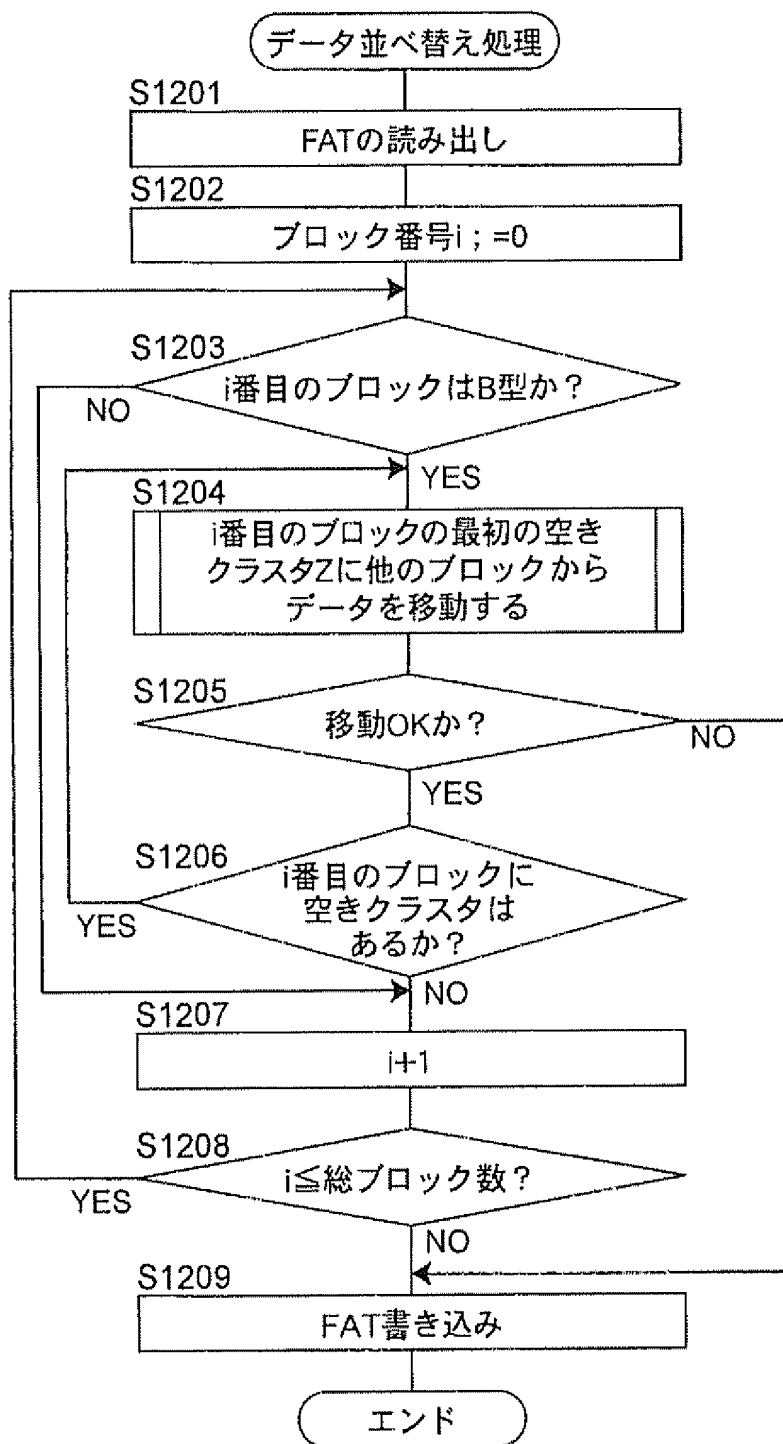 データ並べ替え処理
S1201
FATの読み出し
S1202
ブロック番号i；=0
S1203
i番目のブロックはB型か？
NO
YES
S1204
i番目のブロックの最初の空き
クラスタZに他のブロックから
データを移動する
S1205
移動OKか？
NO
YES
S1206
i番目のブロックに
空きクラスタは
あるか？
YES
NO
S1207
i+1
S1208
i≦総ブロック数？
YES
NO
S1209
FAT書き込み
エンド